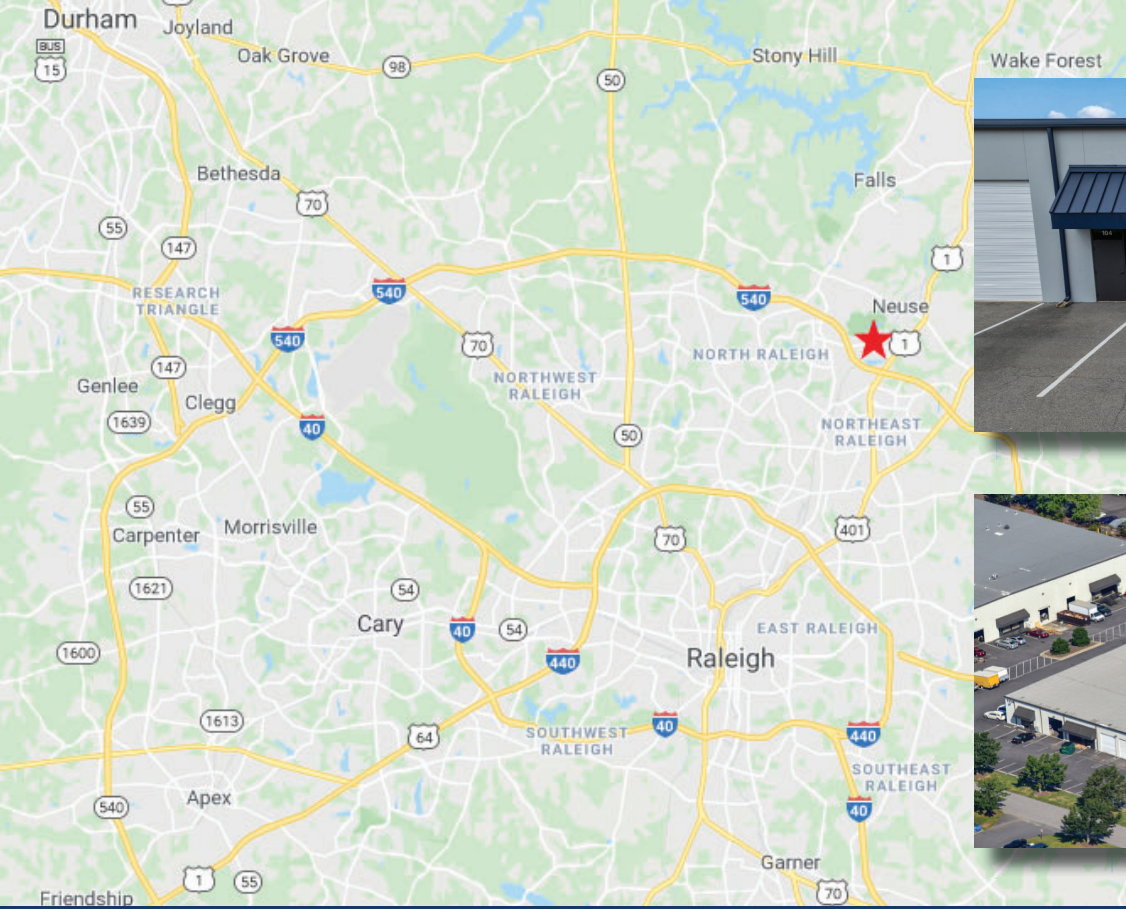 Durham
Joyland
BUS
15
Oak Grove
98
50
Stony Hill
Wake Forest
Bethesda
70
Falls
55
147
1
104
RESEARCH
TRIANGLE
540
540
Neuse
540
70
NORTH RALEIGH
1
147
Genlee
NORTHWEST
RALEIGH
Clegg
1639
40
50
NORTHEAST
RALEIGH
55
Carpenter
Morrisville
70
401
1621
54
Cary
40
54
EAST RALEIGH
1600
440
Raleigh
1613
64
SOUTHWEST
RALEIGH
40
440
SOUTHEAST
RALEIGH
540
Apex
40
1
55
Garner
70
Friendship